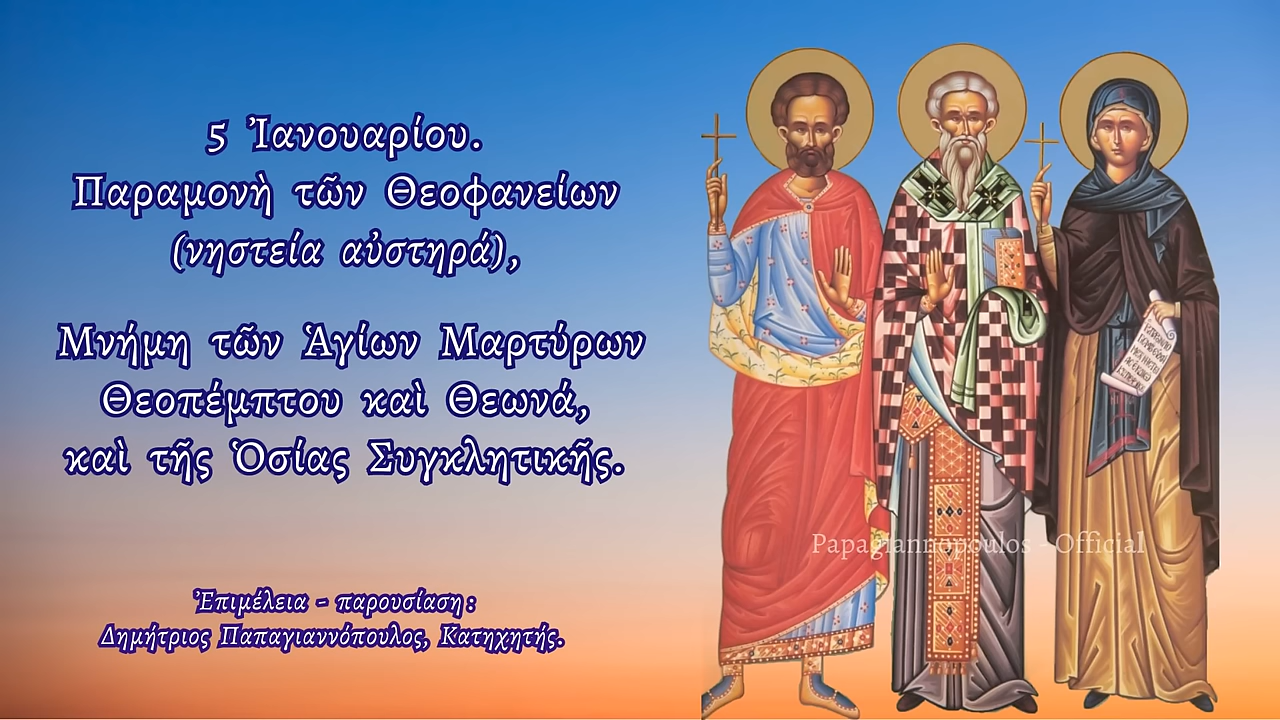 5 Ἰανουαρίου.
Παραμονὴ τῶν Θεοφανείων
(νηστεία αὐστηρά),
Μνήμη τῶν Ἁγίων Μαρτύρων
Θεοπέμπτου καὶ Θεωνά,
καὶ τῆς Ὁσίας Συγκλητικῆς.
Ἐπιμέλεια - παρουσίαση:
Δημήτριος Παπαγιαννόπουλος, Κατηχητής.
Papagiannopoulos - Official